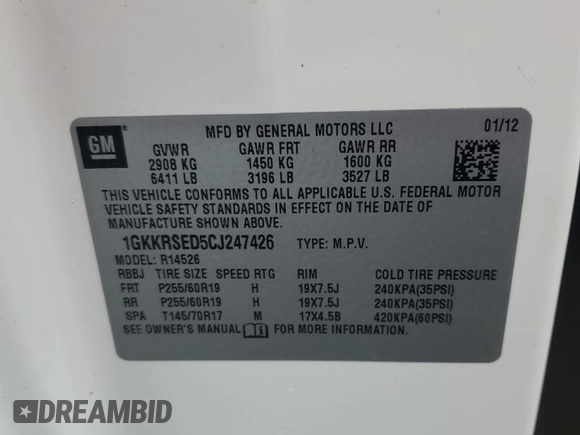 GM
MFD BY GENERAL MOTORS LLC 01/12
GVWR GAWR FRT GAWR RR
2908 KG 1450 KG 1600 KG
6411 LB 3196 LB 3527 LB
THIS VEHICLE CONFORMS TO ALL APPLICABLE U.S. FEDERAL MOTOR
VEHICLE SAFETY STANDARDS IN EFFECT ON THE DATE OF
MANUFACTURE SHOWN ABOVE.
1GKKRSED5CJ247426 TYPE: M.P.V.
MODEL: R14526
RBBJ TIRE SIZE SPEED RTG RIM COLD TIRE PRESSURE
FRT P255/60R19 H 19X7.5J 240KPA(35PSI)
RR P255/60R19 H 19X7.5J 240KPA(35PSI)
SPA T145/70R17 M 17X4.5B 420KPA(60PSI)
SEE OWNER'S MANUAL FOR MORE INFORMATION.
DREAMBID